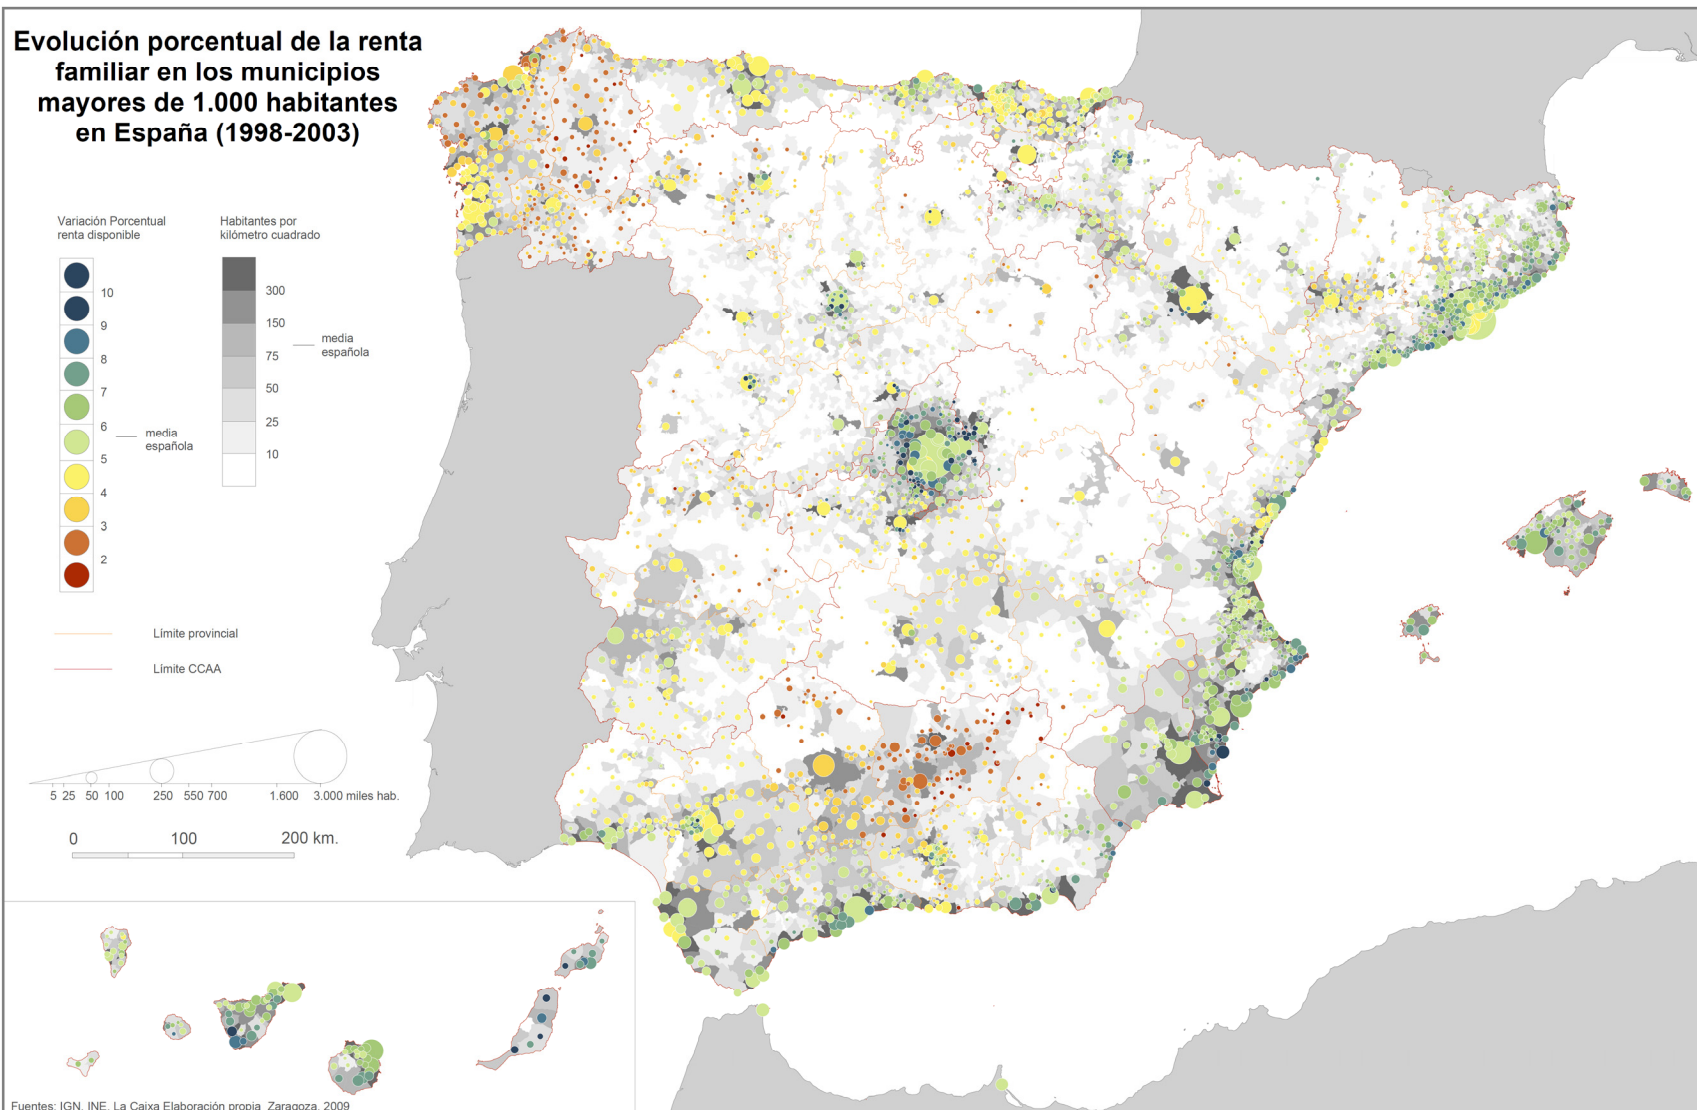 Evolución porcentual de la renta
familiar en los municipios
mayores de 1.000 habitantes
en España (1998-2003)
Variación Porcentual
renta disponible
10
9
8
7
6
5
4
3
2
media
española
Habitantes por
kilómetro cuadrado
300
150
75
50
25
10
media
española
Límite provincial
Límite CCAA
5 25 50 100 250 550 700 1.600 3.000 miles hab.
0 100 200 km.
Fuentes: IGN, INE, La Caixa Elaboración propia Zaragoza, 2009